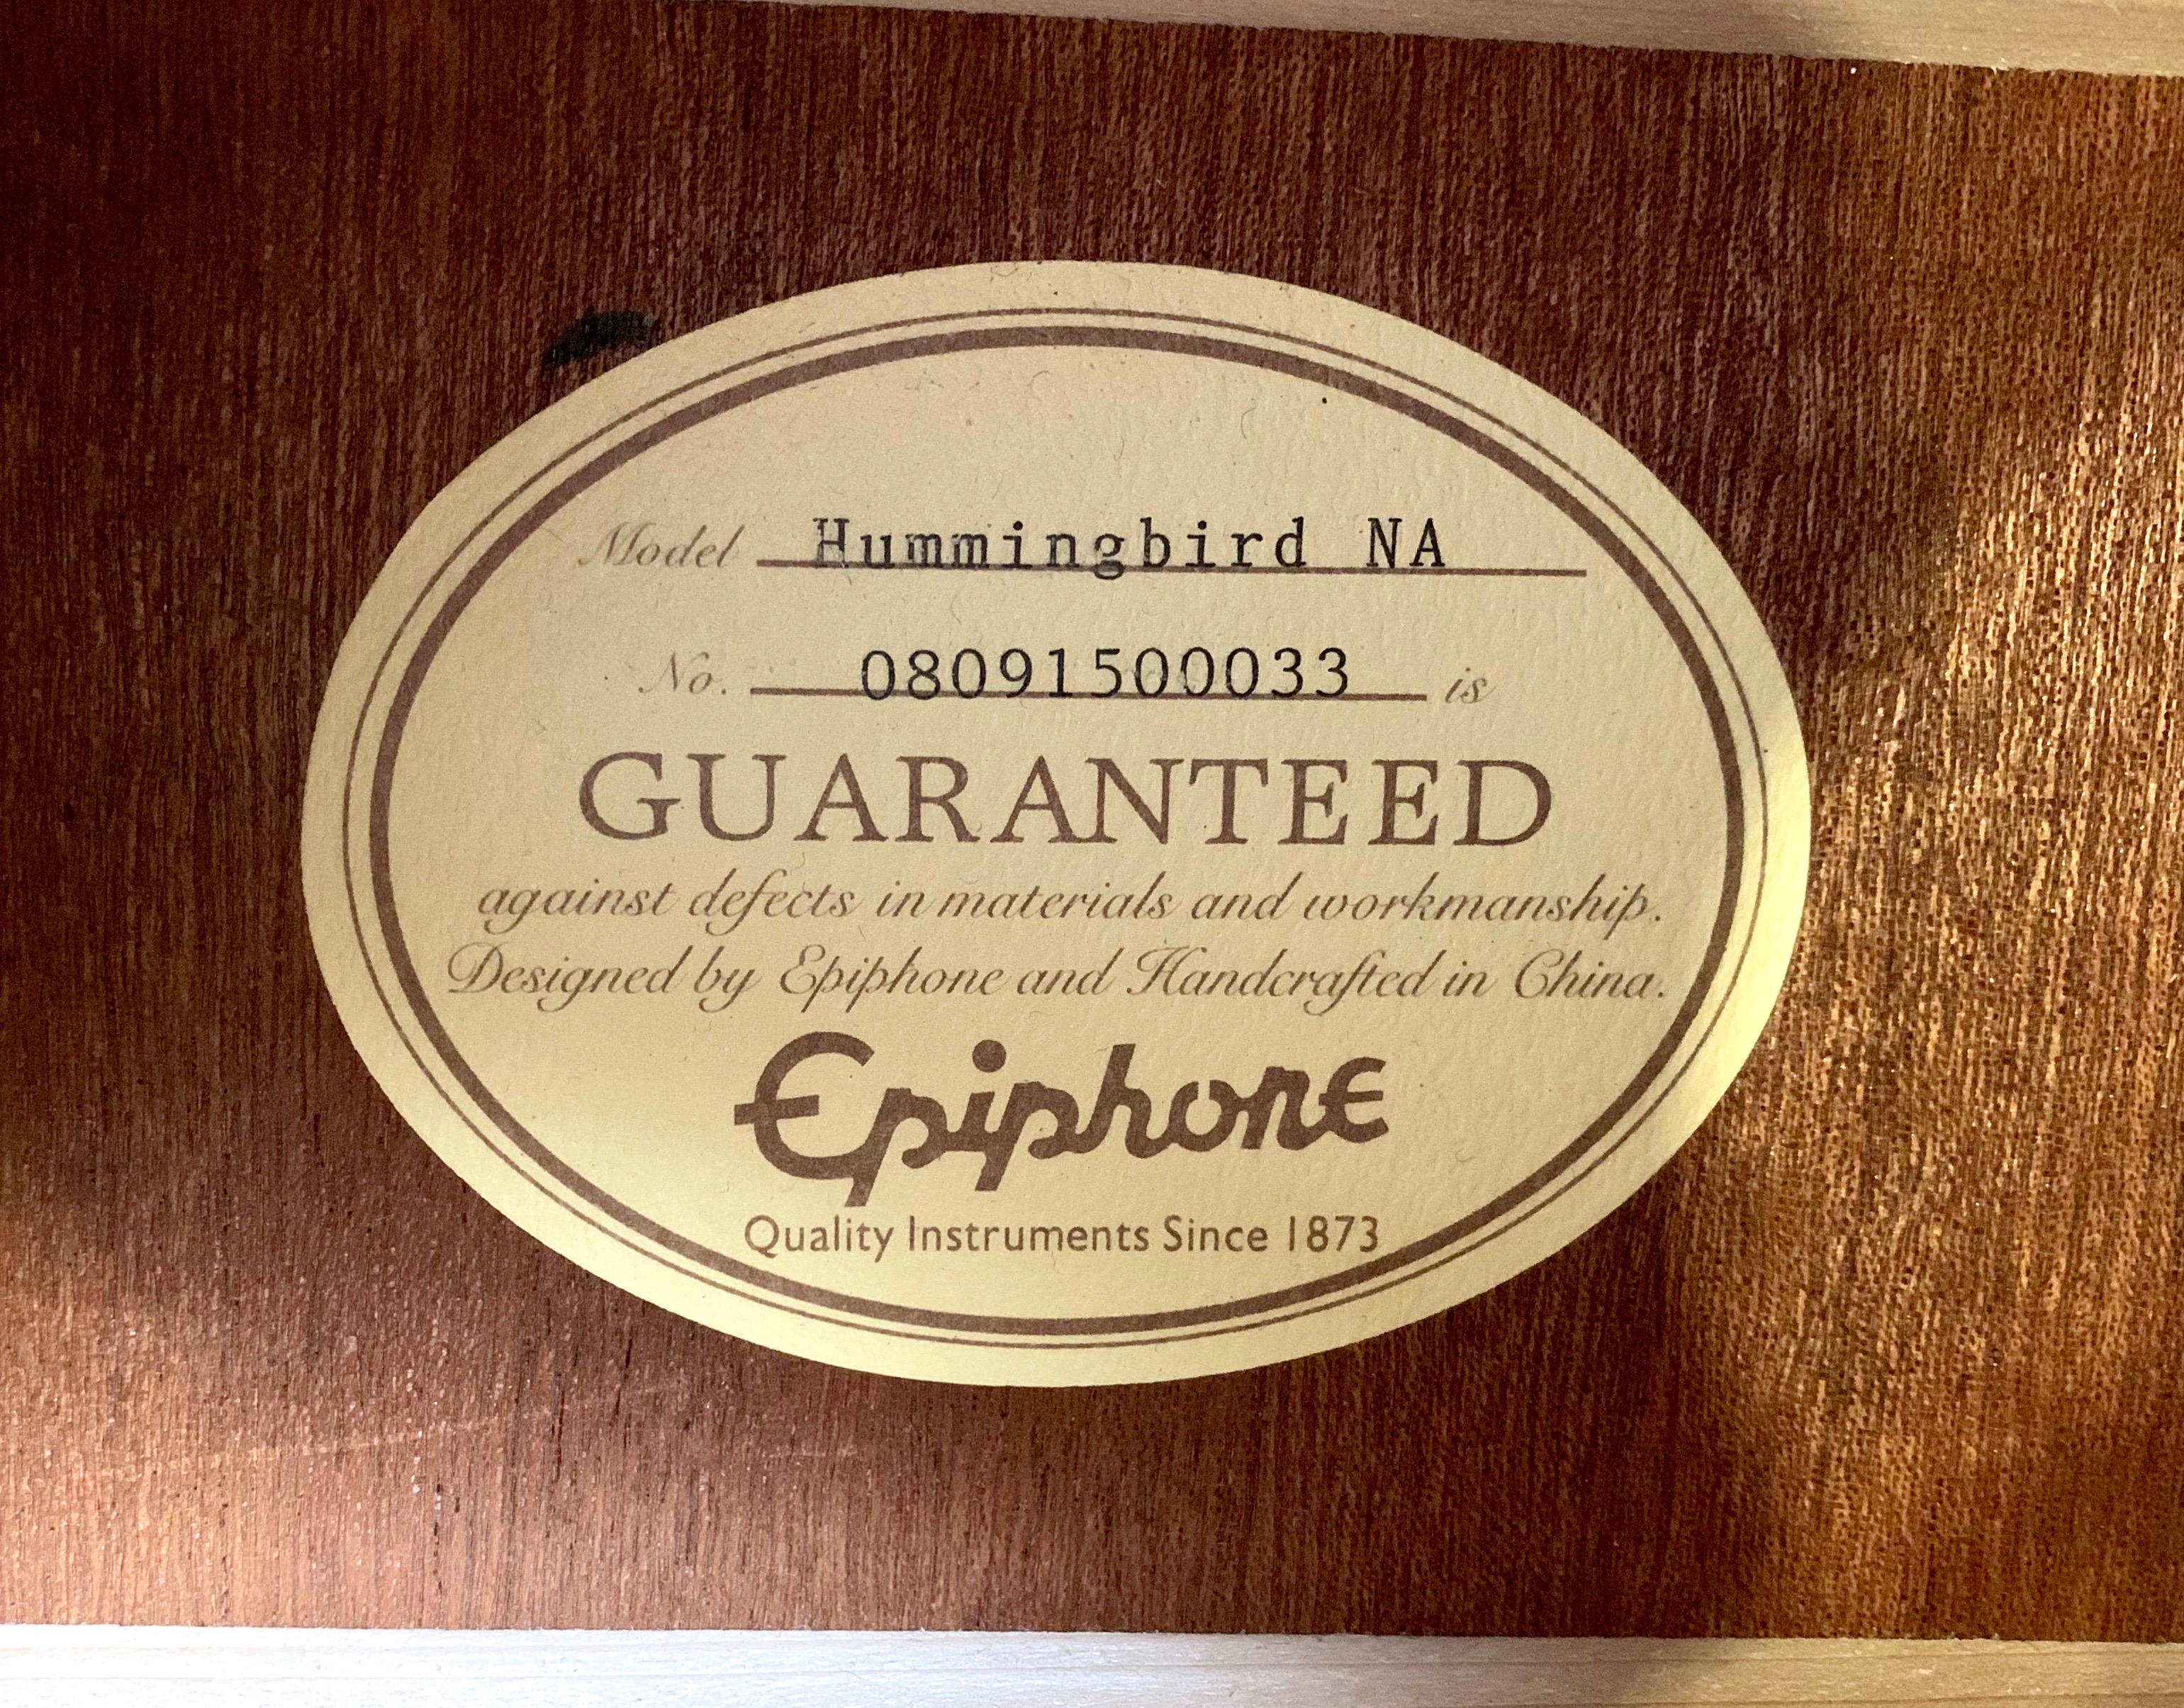 Model Hummingbird NA
No. 08091500033 is
GUARANTEED
against defects in materials and workmanship.
Designed by Epiphone and Handcrafted in China.
Epiphone
Quality Instruments Since 1873